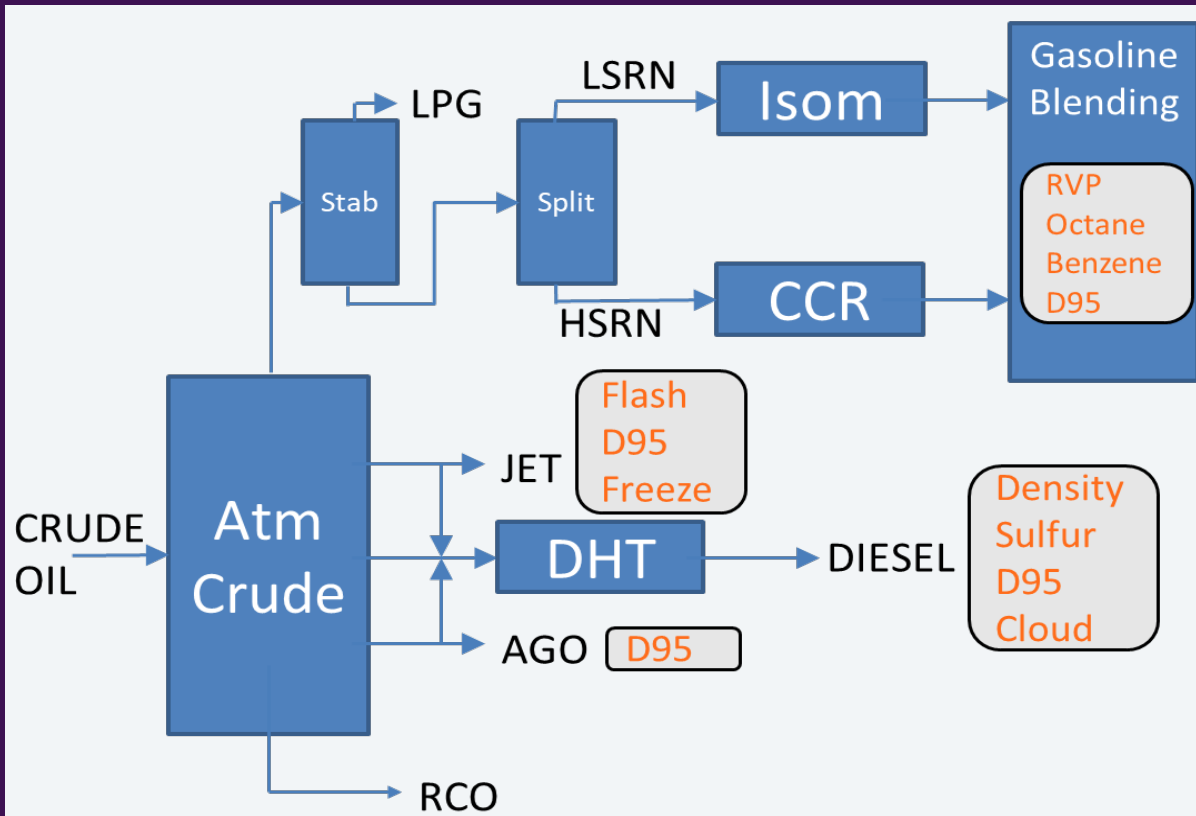 LPG
Stab
LSRN
Split
HSRN
Isom
CCR
Gasoline
Blending
RVP
Octane
Benzene
D95
CRUDE
OIL
Atm
Crude
JET
Flash
D95
Freeze
DHT
DIESEL
Density
Sulfur
D95
Cloud
AGO
D95
RCO